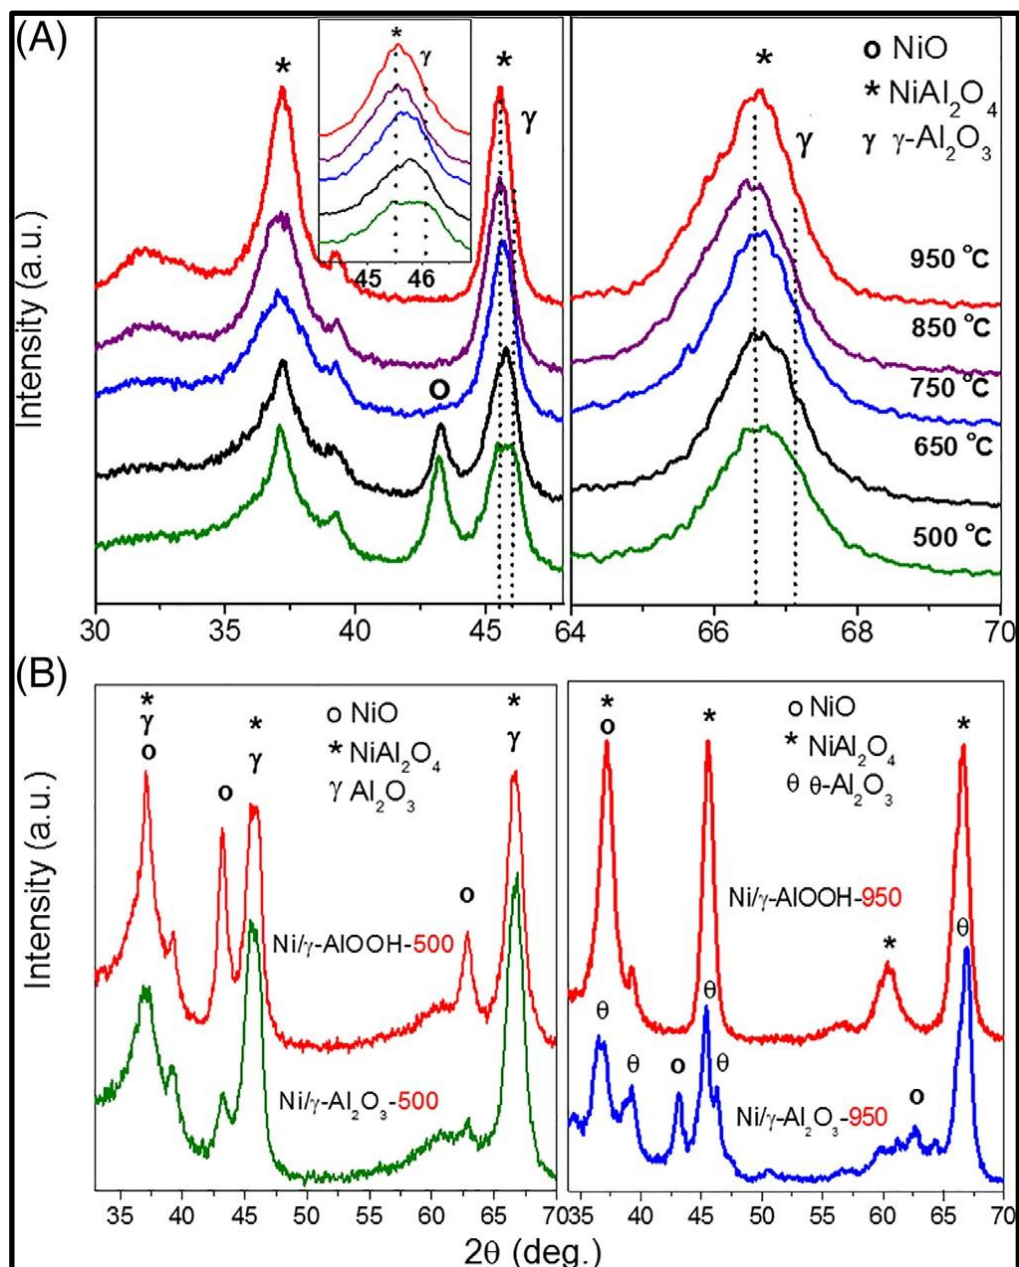 (A)
Intensity (a.u.)
*
*
γ
*
γ
45 46
o
*
γ
o NiO
* NiAl₂O₄
γ γ-Al₂O₃
950 °C
850 °C
750 °C
650 °C
500 °C
30 35 40 45
64 66 68 70
(B)
Intensity (a.u.)
*
γ
o
o
*
γ
o
*
γ
o NiO
* NiAl₂O₄
γ Al₂O₃
Ni/γ-AlOOH-500
Ni/γ-Al₂O₃-500
35 40 45 50 55 60 65 70
*
o
*
*
*
o NiO
* NiAl₂O₄
θ θ-Al₂O₃
Ni/γ-AlOOH-950
θ
θ
o
θ
θ
o
θ
Ni/γ-Al₂O₃-950
35 40 45 50 55 60 65 70
2θ (deg.)